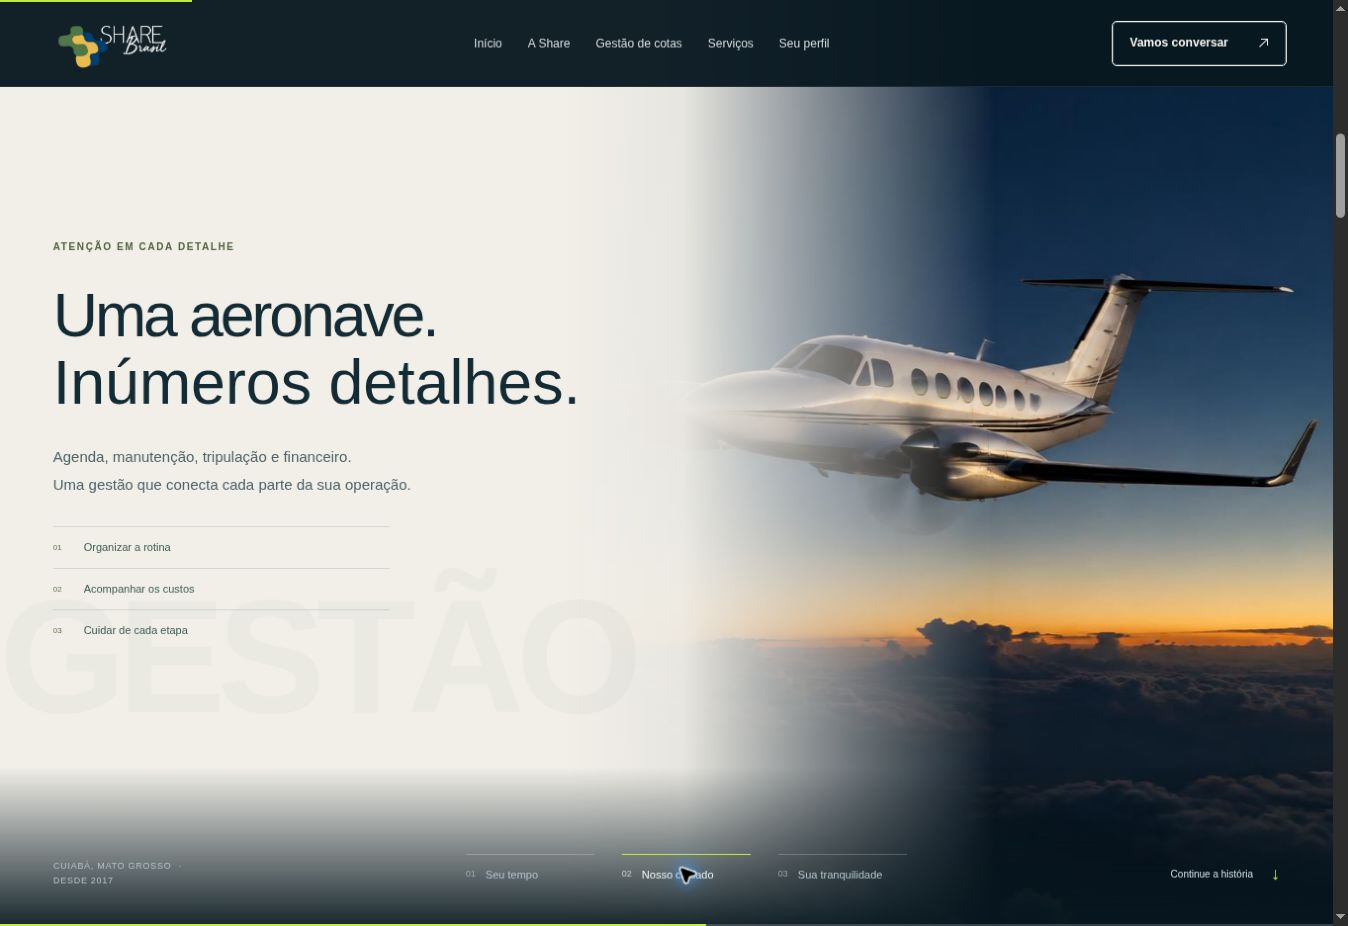 SHARE
Brasil
Início
A Share
Gestão de cotas
Serviços
Seu perfil
Vamos conversar
ATENÇÃO EM CADA DETALHE
Uma aeronave.
Inúmeros detalhes.
Agenda, manutenção, tripulação e financeiro.
Uma gestão que conecta cada parte da sua operação.
01 Organizar a rotina
02 Acompanhar os custos
03 Cuidar de cada etapa
GESTÃO
CUIABÁ, MATO GROSSO ·
DESDE 2017
01 Seu tempo
02 Nosso
03 Sua tranquilidade
Continue a história